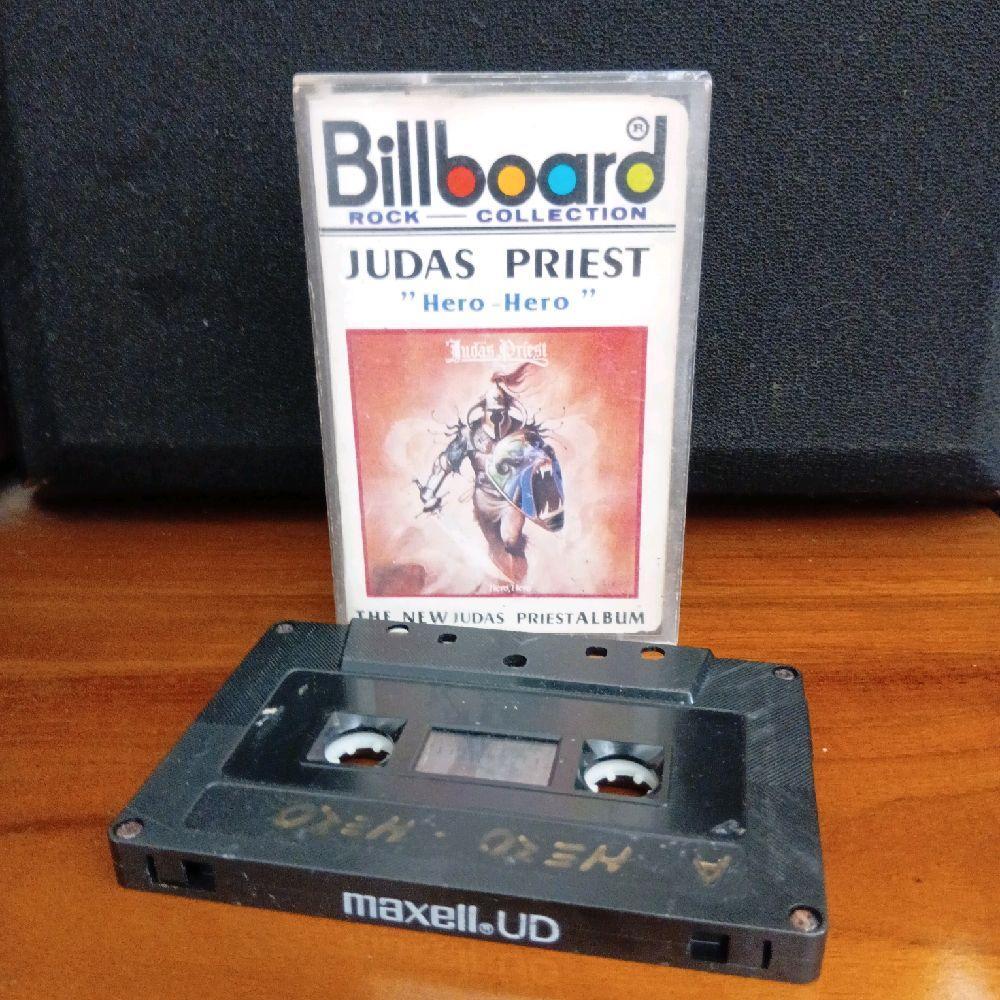 Billboard®
ROCK — COLLECTION
JUDAS PRIEST
"Hero-Hero"
Judas Priest
Hero, Hero
THE NEW JUDAS PRIEST ALBUM
A HERO · HERO
maxell® UD